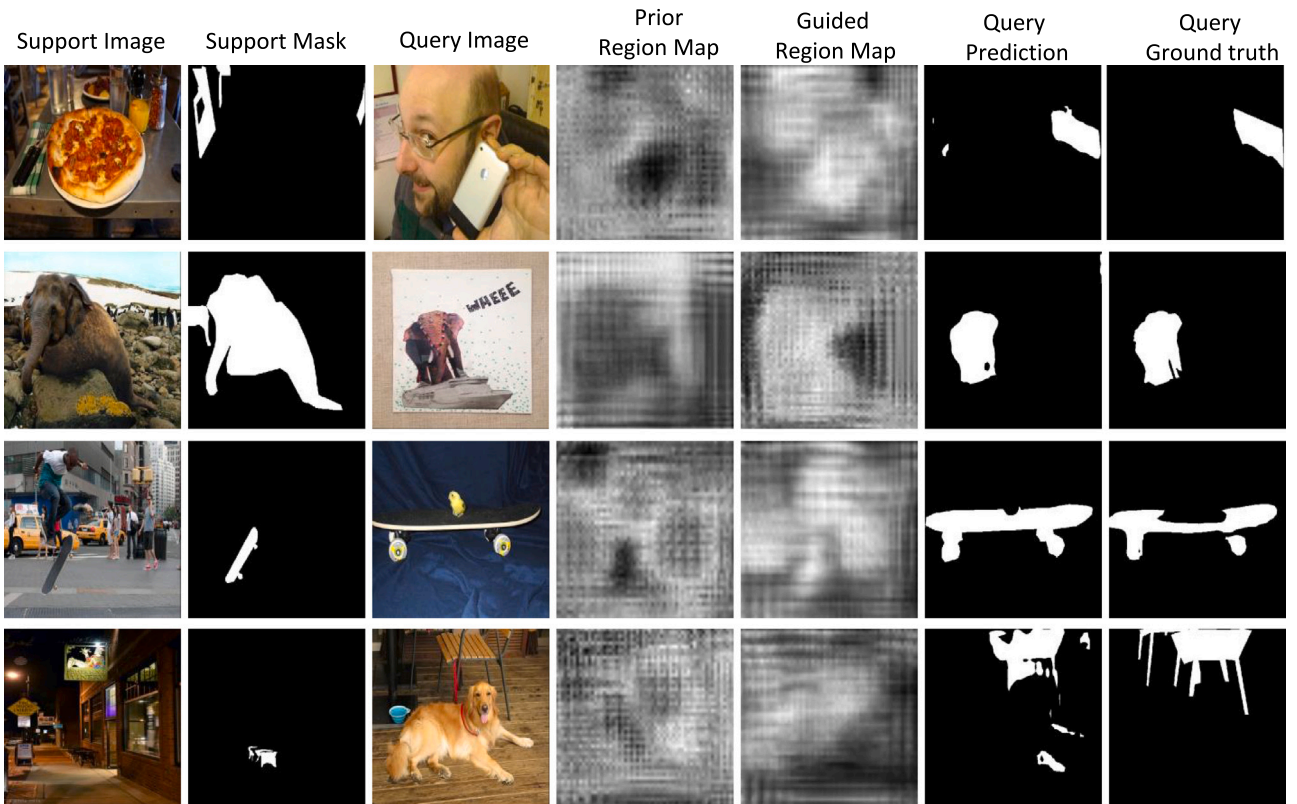 Support Image
Support Mask
Query Image
Prior
Region Map
Guided
Region Map
Query
Prediction
Query
Ground truth
WHEEE